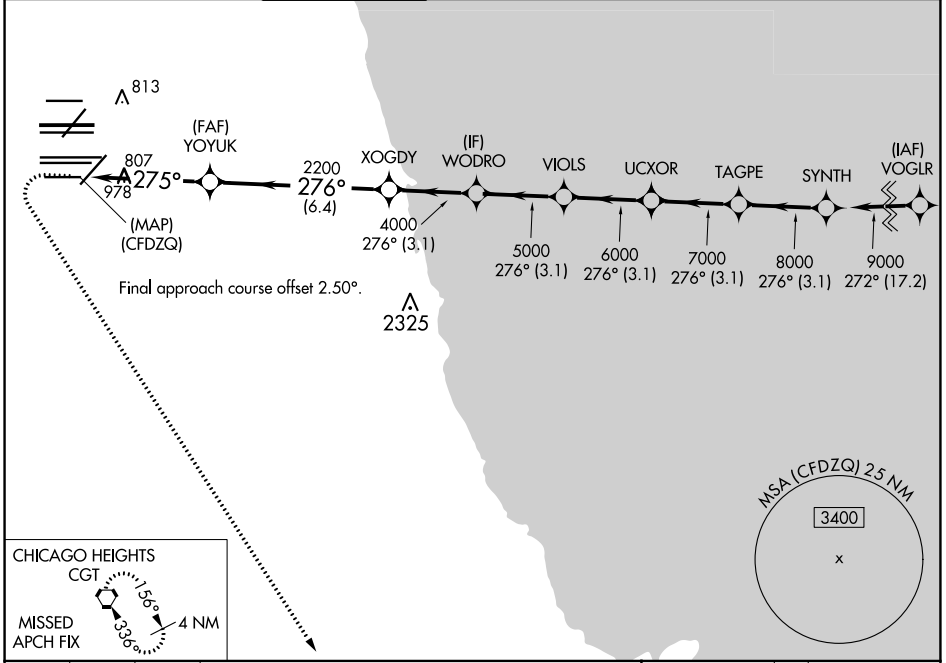 813
(FAF)
YOYUK
807
978
275°
(MAP)
(CFDZQ)
2200
276°
(6.4)
XOGDY
4000
276° (3.1)
(IF)
WODRO
5000
276° (3.1)
VIOLS
6000
276° (3.1)
UCXOR
7000
276° (3.1)
TAGPE
8000
276° (3.1)
SYNTH
9000
272° (17.2)
(IAF)
VOGLR
Final approach course offset 2.50°.
2325
MSA (CFDZQ) 25 NM
3400
x
CHICAGO HEIGHTS
CGT
156°
336°
4 NM
MISSED
APCH FIX